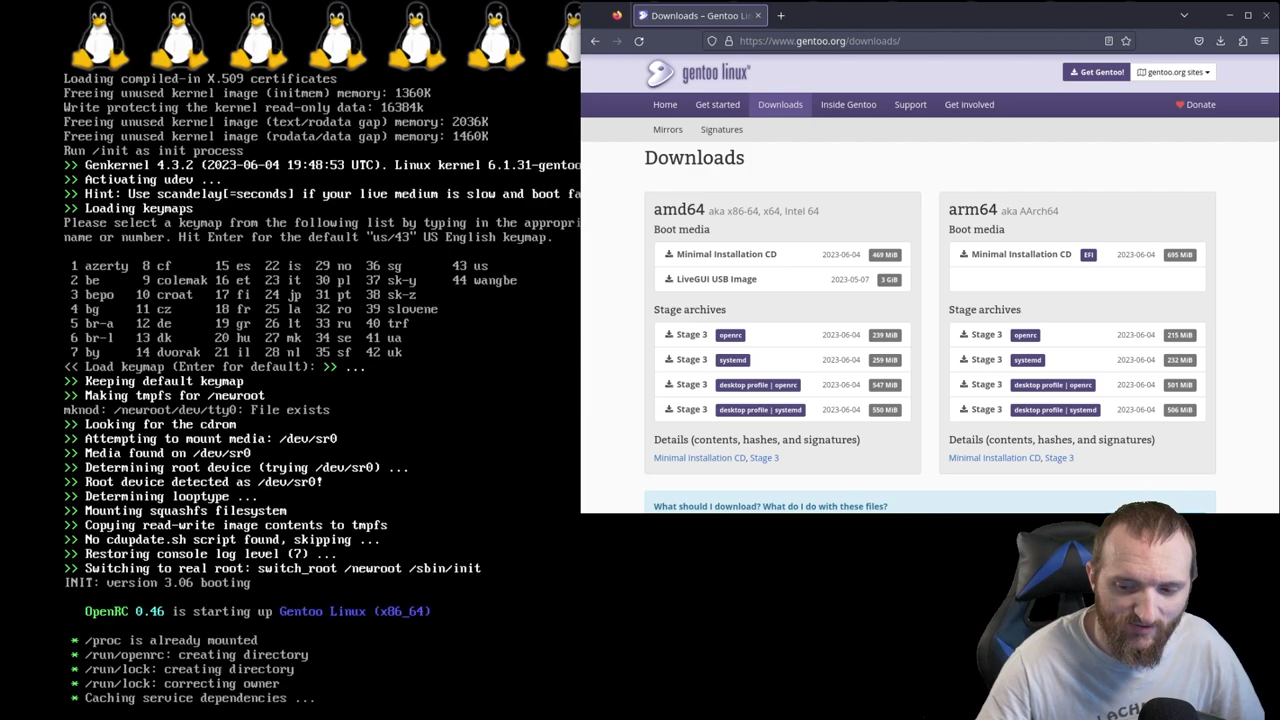 Loading compiled-in X.509 certificates
Freeing unused kernel image (initmem) memory: 1360K
Write protecting the kernel read-only data: 16384k
Freeing unused kernel image (text/rodata gap) memory: 2036K
Freeing unused kernel image (rodata/data gap) memory: 1460K
Run /init as init process
>> Genkernel 4.3.2 (2023-06-04 19:48:53 UTC). Linux kernel 6.1.31-gentoo
>> Activating udev ...
>> Hint: Use scandelay[=seconds] if your live medium is slow and boot fa
>> Loading keymaps
Please select a keymap from the following list by typing in the appropri
name or number. Hit Enter for the default "us/43" US English keymap.
1 azerty 8 cf 15 es 22 is 29 no 36 sg 43 us
2 be 9 colemak 16 et 23 it 30 pl 37 sk-y 44 wangbe
3 bepo 10 croat 17 fi 24 jp 31 pt 38 sk-z
4 bg 11 cz 18 fr 25 la 32 ro 39 slovene
5 br-a 12 de 19 gr 26 lt 33 ru 40 trf
6 br-l 13 dk 20 hu 27 mk 34 se 41 ua
7 by 14 dvorak 21 il 28 nl 35 sf 42 uk
<< Load keymap (Enter for default): >> ...
>> Keeping default keymap
>> Making tmpfs for /newroot
mknod: /newroot/dev/tty0: File exists
>> Looking for the cdrom
>> Attempting to mount media: /dev/sr0
>> Media found on /dev/sr0
>> Determining root device (trying /dev/sr0) ...
>> Root device detected as /dev/sr0!
>> Determining looptype ...
>> Mounting squashfs filesystem
>> Copying read-write image contents to tmpfs
>> No cdupdate.sh script found, skipping ...
>> Restoring console log level (7) ...
>> Switching to real root: switch_root /newroot /sbin/init
INIT: version 3.06 booting
OpenRC 0.46 is starting up Gentoo Linux (x86_64)
* /proc is already mounted
* /run/openrc: creating directory
* /run/lock: creating directory
* /run/lock: correcting owner
* Caching service dependencies ...
Downloads – Gentoo Li
https://www.gentoo.org/downloads/
gentoo linux
Get Gentoo! gentoo.org sites
Home Get started Downloads Inside Gentoo Support Get involved Donate
Mirrors Signatures
Downloads
amd64 aka x86-64, x64, Intel 64
Boot media
Minimal Installation CD 2023-06-04 469 MiB
LiveGUI USB Image 2023-05-07 3 GiB
Stage archives
Stage 3 openrc 2023-06-04 239 MiB
Stage 3 systemd 2023-06-04 259 MiB
Stage 3 desktop profile | openrc 2023-06-04 547 MiB
Stage 3 desktop profile | systemd 2023-06-04 550 MiB
Details (contents, hashes, and signatures)
Minimal Installation CD, Stage 3
arm64 aka AArch64
Boot media
Minimal Installation CD EFI 2023-06-04 695 MiB
Stage archives
Stage 3 openrc 2023-06-04 215 MiB
Stage 3 systemd 2023-06-04 232 MiB
Stage 3 desktop profile | openrc 2023-06-04 501 MiB
Stage 3 desktop profile | systemd 2023-06-04 506 MiB
Details (contents, hashes, and signatures)
Minimal Installation CD, Stage 3
What should I download? What do I do with these files?